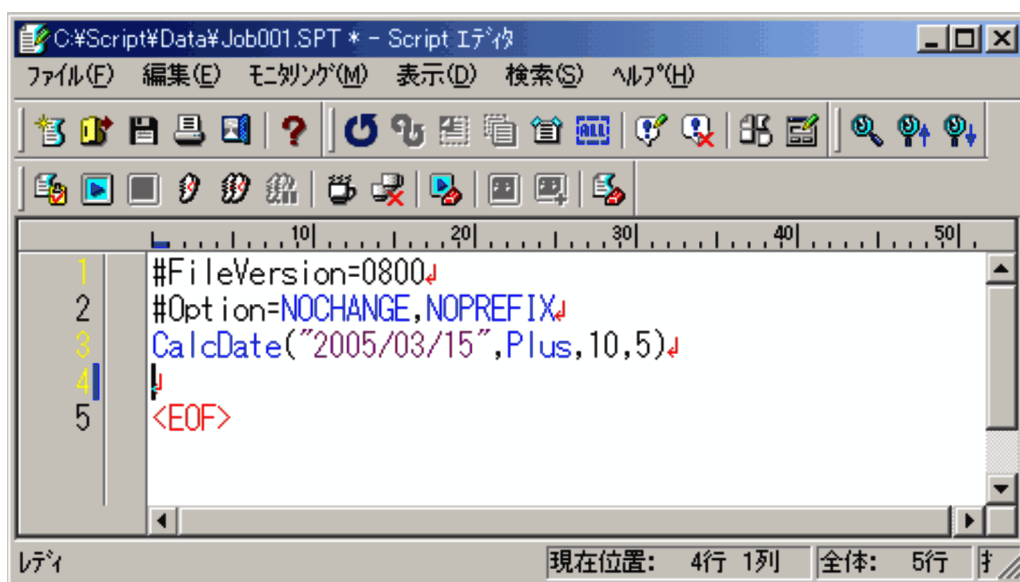 C:¥Script¥Data¥Job001.SPT * - Script ｴﾃﾞｨﾀ
ﾌｧｲﾙ(F) 編集(E) ﾓﾆﾀﾘﾝｸﾞ(M) 表示(D) 検索(S) ﾍﾙﾌﾟ(H)
ALL
10 20 30 40 50
1 #FileVersion=0800
2 #Option=NOCHANGE,NOPREFIX
3 CalcDate("2005/03/15",Plus,10,5)
4
5 <EOF>
ﾚﾃﾞｨ 現在位置: 4行 1列 全体: 5行